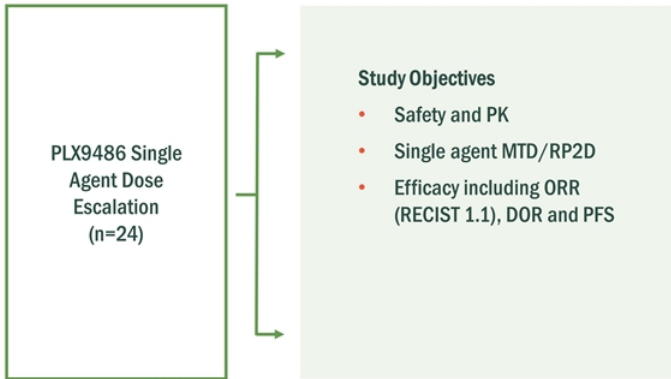 PLX9486 Single
Agent Dose
Escalation
(n=24)
Study Objectives
• Safety and PK
• Single agent MTD/RP2D
• Efficacy including ORR
(RECIST 1.1), DOR and PFS